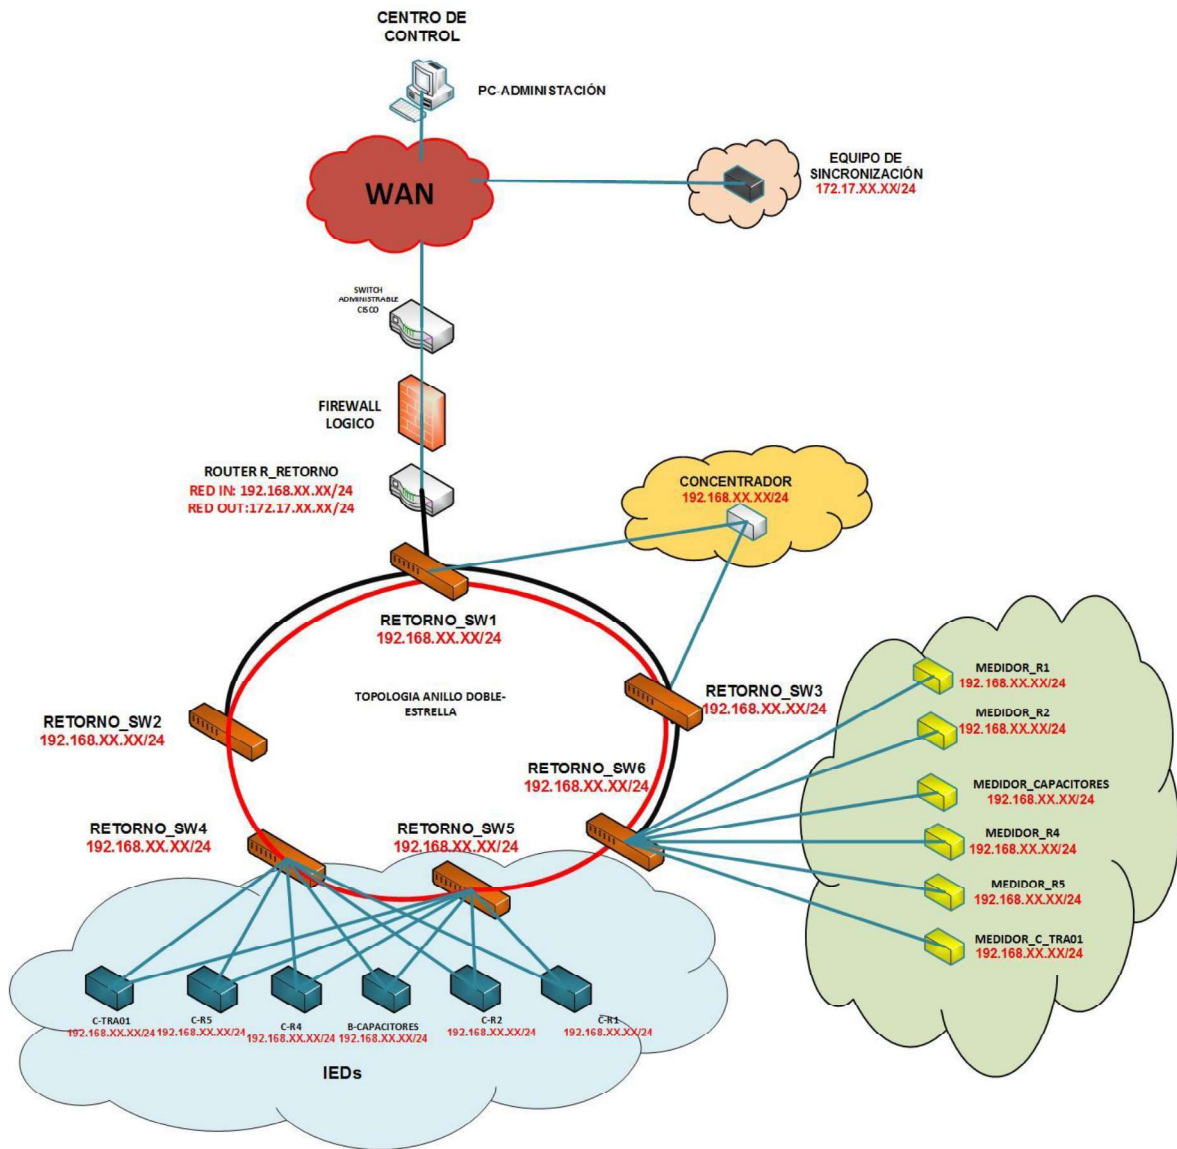 CENTRO DE
CONTROL
PC-ADMINISTACIÓN
WAN
EQUIPO DE
SINCRONIZACIÓN
172.17.XX.XX/24
SWITCH
ADMINISTRABLE
CISCO
FIREWALL
LOGICO
ROUTER R_RETORNO
RED IN: 192.168.XX.XX/24
RED OUT:172.17.XX.XX/24
CONCENTRADOR
192.168.XX.XX/24
RETORNO_SW1
192.168.XX.XX/24
TOPOLOGIA ANILLO DOBLE-
ESTRELLA
RETORNO_SW2
192.168.XX.XX/24
RETORNO_SW3
192.168.XX.XX/24
RETORNO_SW6
192.168.XX.XX/24
RETORNO_SW4
192.168.XX.XX/24
RETORNO_SW5
192.168.XX.XX/24
MEDIDOR_R1
192.168.XX.XX/24
MEDIDOR_R2
192.168.XX.XX/24
MEDIDOR_CAPACITORES
192.168.XX.XX/24
MEDIDOR_R4
192.168.XX.XX/24
MEDIDOR_R5
192.168.XX.XX/24
MEDIDOR_C_TRA01
192.168.XX.XX/24
C-TRA01
192.168.XX.XX/24
C-R5
192.168.XX.XX/24
C-R4
192.168.XX.XX/24
B-CAPACITORES
192.168.XX.XX/24
C-R2
192.168.XX.XX/24
C-R1
192.168.XX.XX/24
IEDs